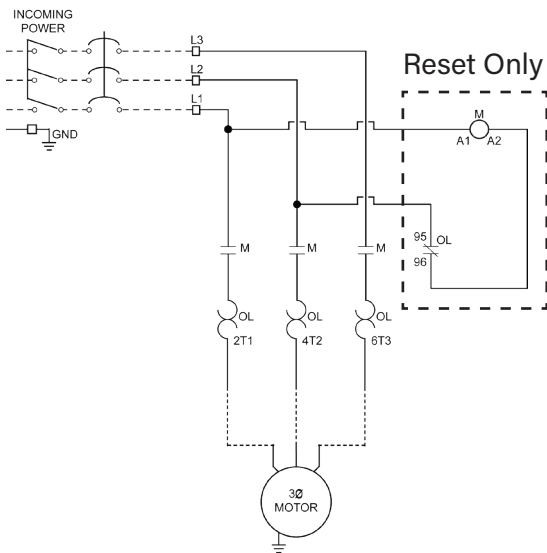 INCOMING
POWER
L3
L2
L1
GND
Reset Only
M
A1 A2
95 OL
96
M M M
OL OL OL
2T1 4T2 6T3
3Ø
MOTOR